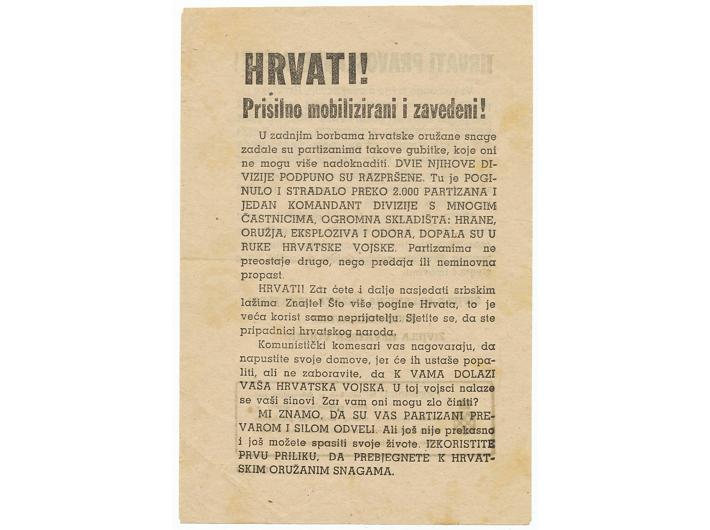 HRVATI!
Prisilno mobilizirani i zavedeni!
U zadnjim borbama hrvatske oružane snage
zadale su partizanima takove gubitke, koje oni
ne mogu više nadoknaditi. DVIE NJIHOVE DI-
VIZIJE PODPUNO SU RAZPRŠENE. Tu je POGI-
NULO I STRADALO PREKO 2.000 PARTIZANA I
JEDAN KOMANDANT DIVIZIJE S MNOGIM
ČASTNICIMA, OGROMNA SKLADIŠTA: HRANE,
ORUŽJA, EKSPLOZIVA I ODORA, DOPALA SU U
RUKE HRVATSKE VOJSKE. Partizanima ne
preostaje drugo, nego predaja ili neminovna
propast.
HRVATI! Zar ćete i dalje nasjedati srbskim
lažima. Znajte! Što više pogine Hrvata, to je
veća korist samo neprijatelju. Sjetite se, da ste
pripadnici hrvatskog naroda.
Komunistički komesari vas nagovaraju, da
napustite svoje domove, jer će ih ustaše popa-
liti, ali ne zaboravite, da K VAMA DOLAZI
VAŠA HRVATSKA VOJSKA. U toj vojsci nalaze
se vaši sinovi. Zar vam oni mogu zlo činiti?
MI ZNAMO, DA SU VAS PARTIZANI PRE-
VAROM I SILOM ODVELI. Ali još nije prekasno
i još možete spasiti svoje živote. IZKORISTITE
PRVU PRILIKU, DA PREBJEGNETE K HRVAT-
SKIM ORUŽANIM SNAGAMA.